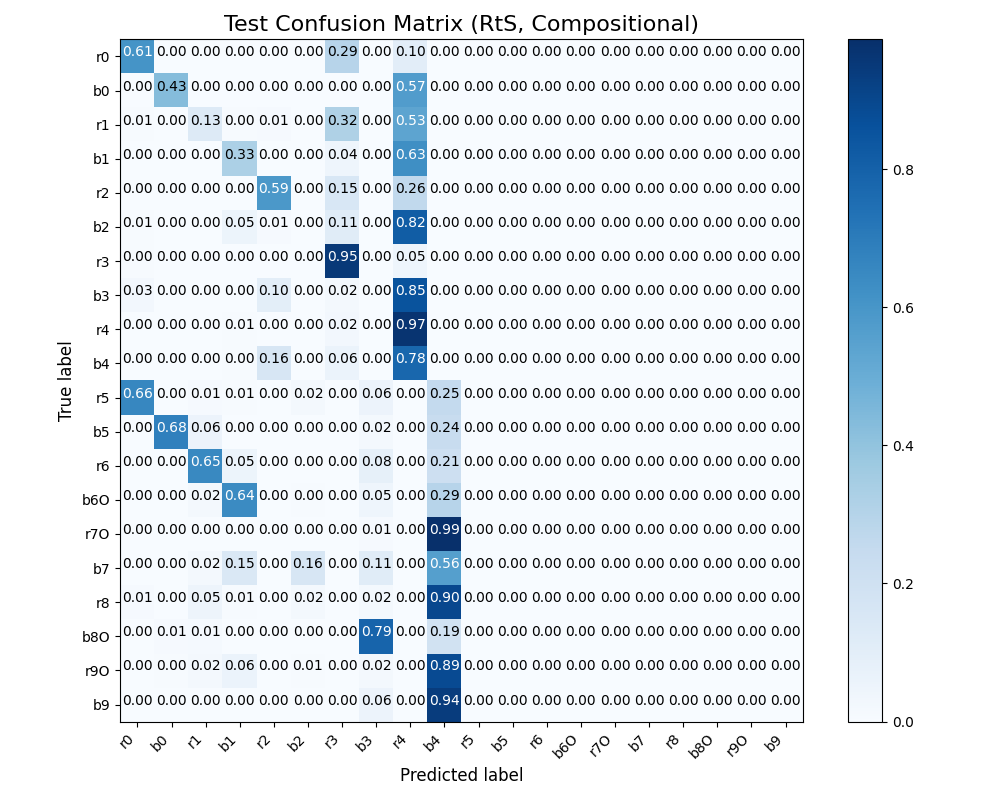 Test Confusion Matrix (RtS, Compositional)
r0 0.61 0.00 0.00 0.00 0.00 0.00 0.29 0.00 0.10 0.00 0.00 0.00 0.00 0.00 0.00 0.00 0.00 0.00 0.00 0.00
b0 0.00 0.43 0.00 0.00 0.00 0.00 0.00 0.00 0.57 0.00 0.00 0.00 0.00 0.00 0.00 0.00 0.00 0.00 0.00 0.00
r1 0.01 0.00 0.13 0.00 0.01 0.00 0.32 0.00 0.53 0.00 0.00 0.00 0.00 0.00 0.00 0.00 0.00 0.00 0.00 0.00
b1 0.00 0.00 0.00 0.33 0.00 0.00 0.04 0.00 0.63 0.00 0.00 0.00 0.00 0.00 0.00 0.00 0.00 0.00 0.00 0.00
r2 0.00 0.00 0.00 0.00 0.59 0.00 0.15 0.00 0.26 0.00 0.00 0.00 0.00 0.00 0.00 0.00 0.00 0.00 0.00 0.00
b2 0.01 0.00 0.00 0.05 0.01 0.00 0.11 0.00 0.82 0.00 0.00 0.00 0.00 0.00 0.00 0.00 0.00 0.00 0.00 0.00
r3 0.00 0.00 0.00 0.00 0.00 0.00 0.95 0.00 0.05 0.00 0.00 0.00 0.00 0.00 0.00 0.00 0.00 0.00 0.00 0.00
b3 0.03 0.00 0.00 0.00 0.10 0.00 0.02 0.00 0.85 0.00 0.00 0.00 0.00 0.00 0.00 0.00 0.00 0.00 0.00 0.00
r4 0.00 0.00 0.00 0.01 0.00 0.00 0.02 0.00 0.97 0.00 0.00 0.00 0.00 0.00 0.00 0.00 0.00 0.00 0.00 0.00
b4 0.00 0.00 0.00 0.00 0.16 0.00 0.06 0.00 0.78 0.00 0.00 0.00 0.00 0.00 0.00 0.00 0.00 0.00 0.00 0.00
r5 0.66 0.00 0.01 0.01 0.00 0.02 0.00 0.06 0.00 0.25 0.00 0.00 0.00 0.00 0.00 0.00 0.00 0.00 0.00 0.00
b5 0.00 0.68 0.06 0.00 0.00 0.00 0.00 0.02 0.00 0.24 0.00 0.00 0.00 0.00 0.00 0.00 0.00 0.00 0.00 0.00
r6 0.00 0.00 0.65 0.05 0.00 0.00 0.00 0.08 0.00 0.21 0.00 0.00 0.00 0.00 0.00 0.00 0.00 0.00 0.00 0.00
b6O 0.00 0.00 0.02 0.64 0.00 0.00 0.00 0.05 0.00 0.29 0.00 0.00 0.00 0.00 0.00 0.00 0.00 0.00 0.00 0.00
r7O 0.00 0.00 0.00 0.00 0.00 0.00 0.00 0.01 0.00 0.99 0.00 0.00 0.00 0.00 0.00 0.00 0.00 0.00 0.00 0.00
b7 0.00 0.00 0.02 0.15 0.00 0.16 0.00 0.11 0.00 0.56 0.00 0.00 0.00 0.00 0.00 0.00 0.00 0.00 0.00 0.00
r8 0.01 0.00 0.05 0.01 0.00 0.02 0.00 0.02 0.00 0.90 0.00 0.00 0.00 0.00 0.00 0.00 0.00 0.00 0.00 0.00
b8O 0.00 0.01 0.01 0.00 0.00 0.00 0.00 0.79 0.00 0.19 0.00 0.00 0.00 0.00 0.00 0.00 0.00 0.00 0.00 0.00
r9O 0.00 0.00 0.02 0.06 0.00 0.01 0.00 0.02 0.00 0.89 0.00 0.00 0.00 0.00 0.00 0.00 0.00 0.00 0.00 0.00
b9 0.00 0.00 0.00 0.00 0.00 0.00 0.00 0.06 0.00 0.94 0.00 0.00 0.00 0.00 0.00 0.00 0.00 0.00 0.00 0.00
r0 b0 r1 b1 r2 b2 r3 b3 r4 b4 r5 b5 r6 b6O r7O b7 r8 b8O r9O b9
Predicted label
True label
0.8
0.6
0.4
0.2
0.0